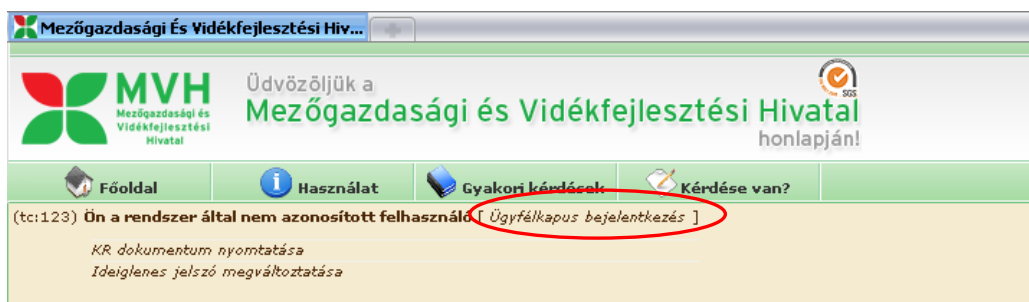 Mezőgazdasági És Vidékfejlesztési Hiv...
MVH
Mezőgazdasági és
Vidékfejlesztési
Hivatal
Üdvözöljük a
Mezőgazdasági és Vidékfejlesztési Hivatal
honlapján!
SGS
Főoldal
Használat
Gyakori kérdések
Kérdése van?
(tc:123) Ön a rendszer által nem azonosított felhasználó [ Ügyfélkapus bejelentkezés ]
KR dokumentum nyomtatása
Ideiglenes jelszó megváltoztatása